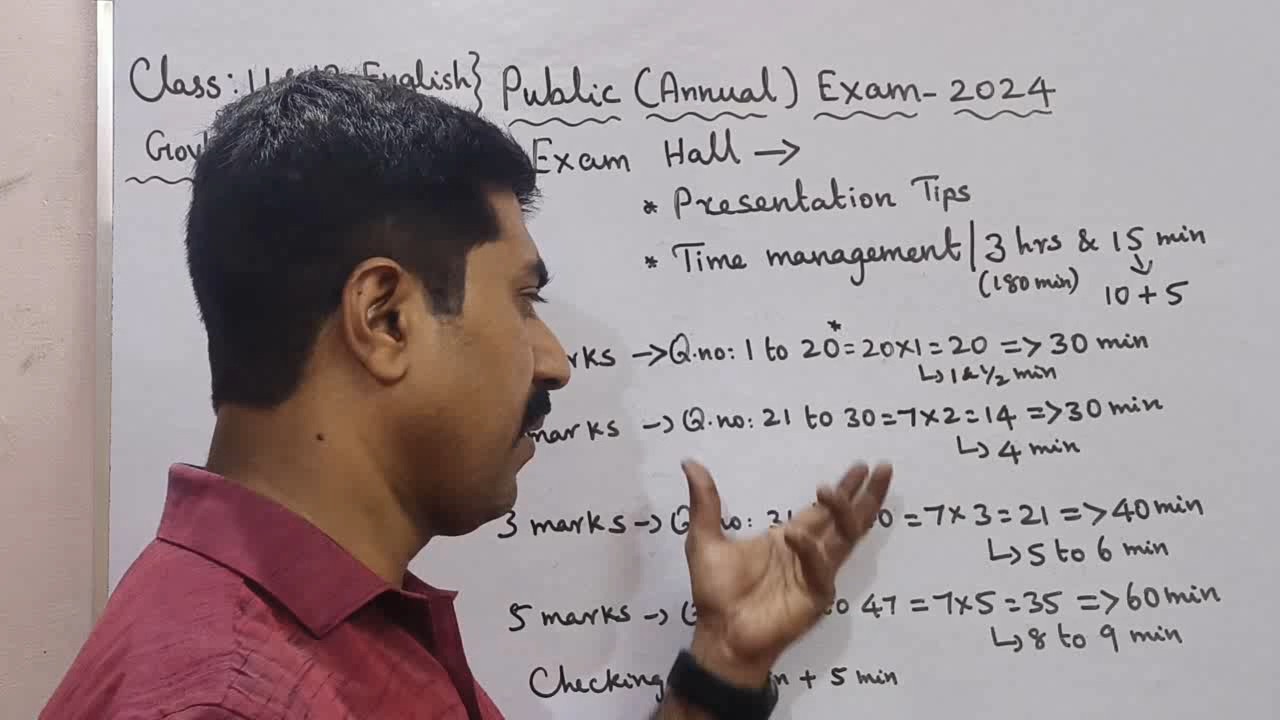 Class: English} Public (Annual) Exam-2024
Exam Hall →
* Presentation Tips
* Time management | 3 hrs & 15 min
(180 min) ↓
10 + 5
→ Q.no: 1 to 20* = 20×1 = 20 => 30 min
↳ 1 & 1/2 min
marks → Q.no: 21 to 30 = 7×2 = 14 => 30 min
↳ 4 min
3 marks → = 7×3 = 21 => 40 min
↳ 5 to 6 min
5 marks → to 47 = 7×5 = 35 => 60 min
↳ 8 to 9 min
Checking + 5 min